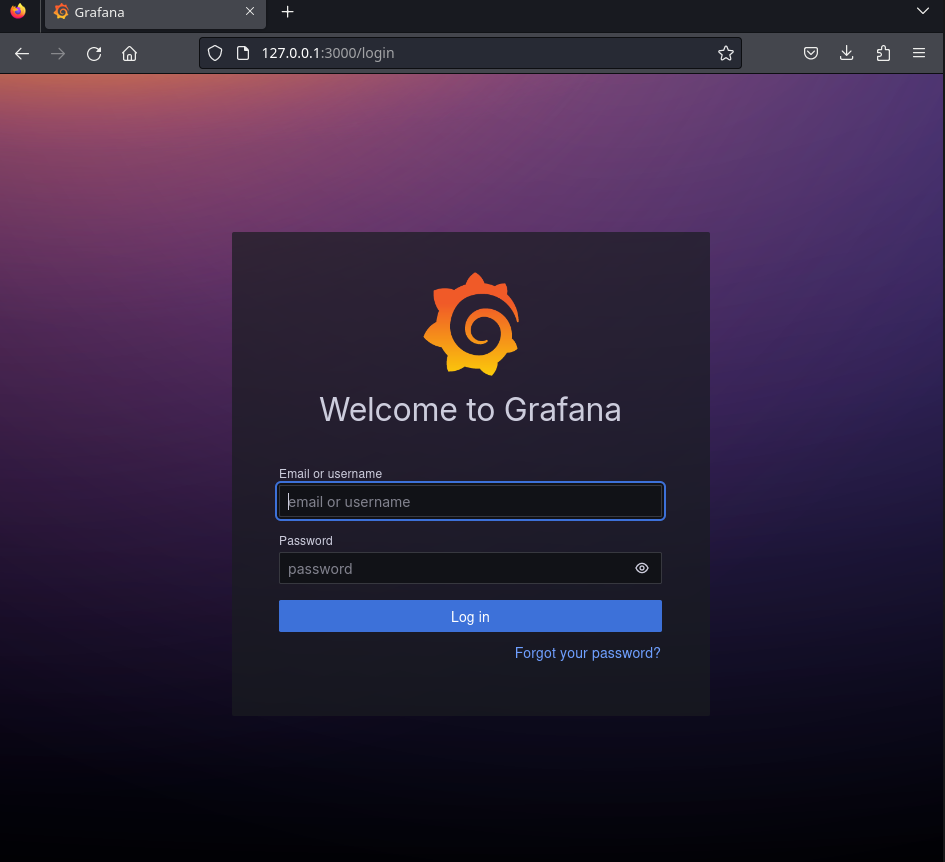 Grafana
127.0.0.1:3000/login
Welcome to Grafana
Email or username
email or username
Password
password
Log in
Forgot your password?